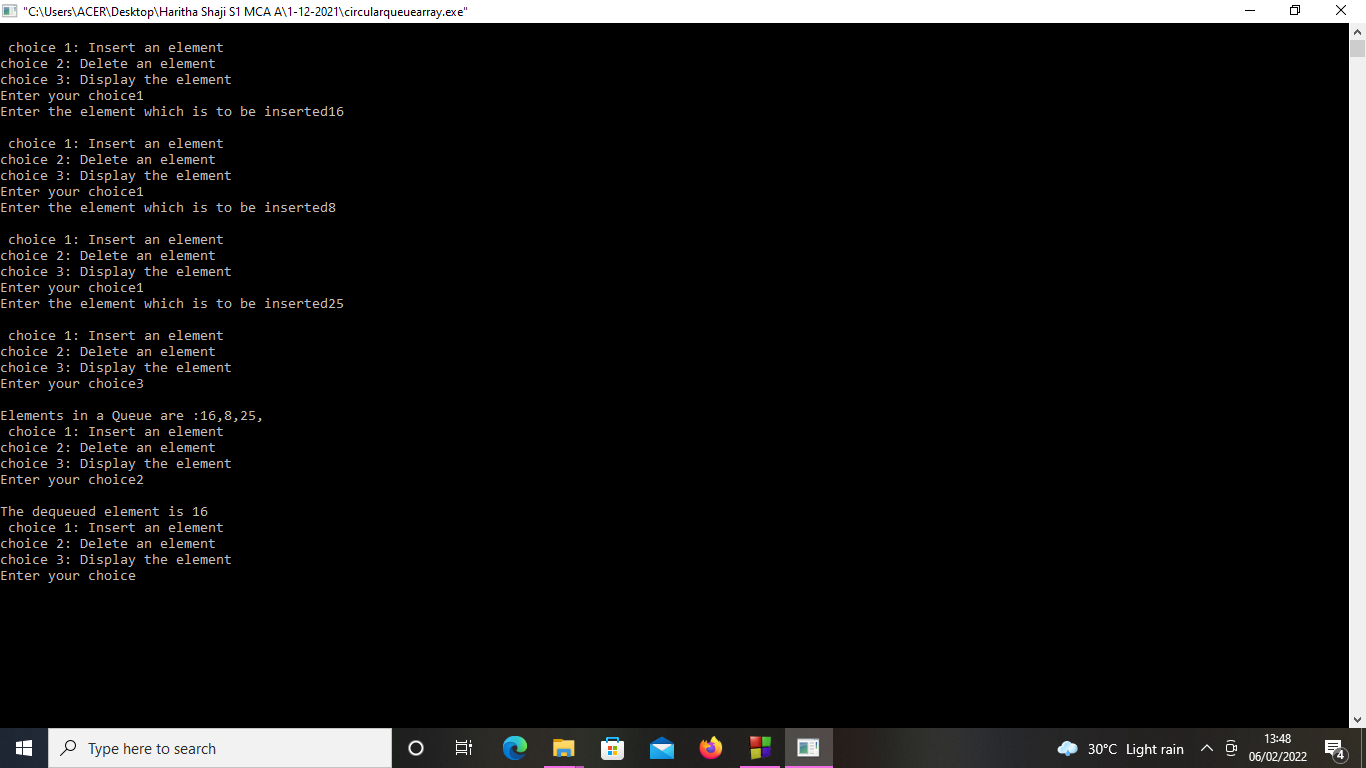 "C:\Users\ACER\Desktop\Haritha Shaji S1 MCA A\1-12-2021\circularqueuearray.exe"
choice 1: Insert an element
choice 2: Delete an element
choice 3: Display the element
Enter your choice1
Enter the element which is to be inserted16
choice 1: Insert an element
choice 2: Delete an element
choice 3: Display the element
Enter your choice1
Enter the element which is to be inserted8
choice 1: Insert an element
choice 2: Delete an element
choice 3: Display the element
Enter your choice1
Enter the element which is to be inserted25
choice 1: Insert an element
choice 2: Delete an element
choice 3: Display the element
Enter your choice3
Elements in a Queue are :16,8,25,
choice 1: Insert an element
choice 2: Delete an element
choice 3: Display the element
Enter your choice2
The dequeued element is 16
choice 1: Insert an element
choice 2: Delete an element
choice 3: Display the element
Enter your choice
Type here to search
30°C Light rain
13:48
06/02/2022
4